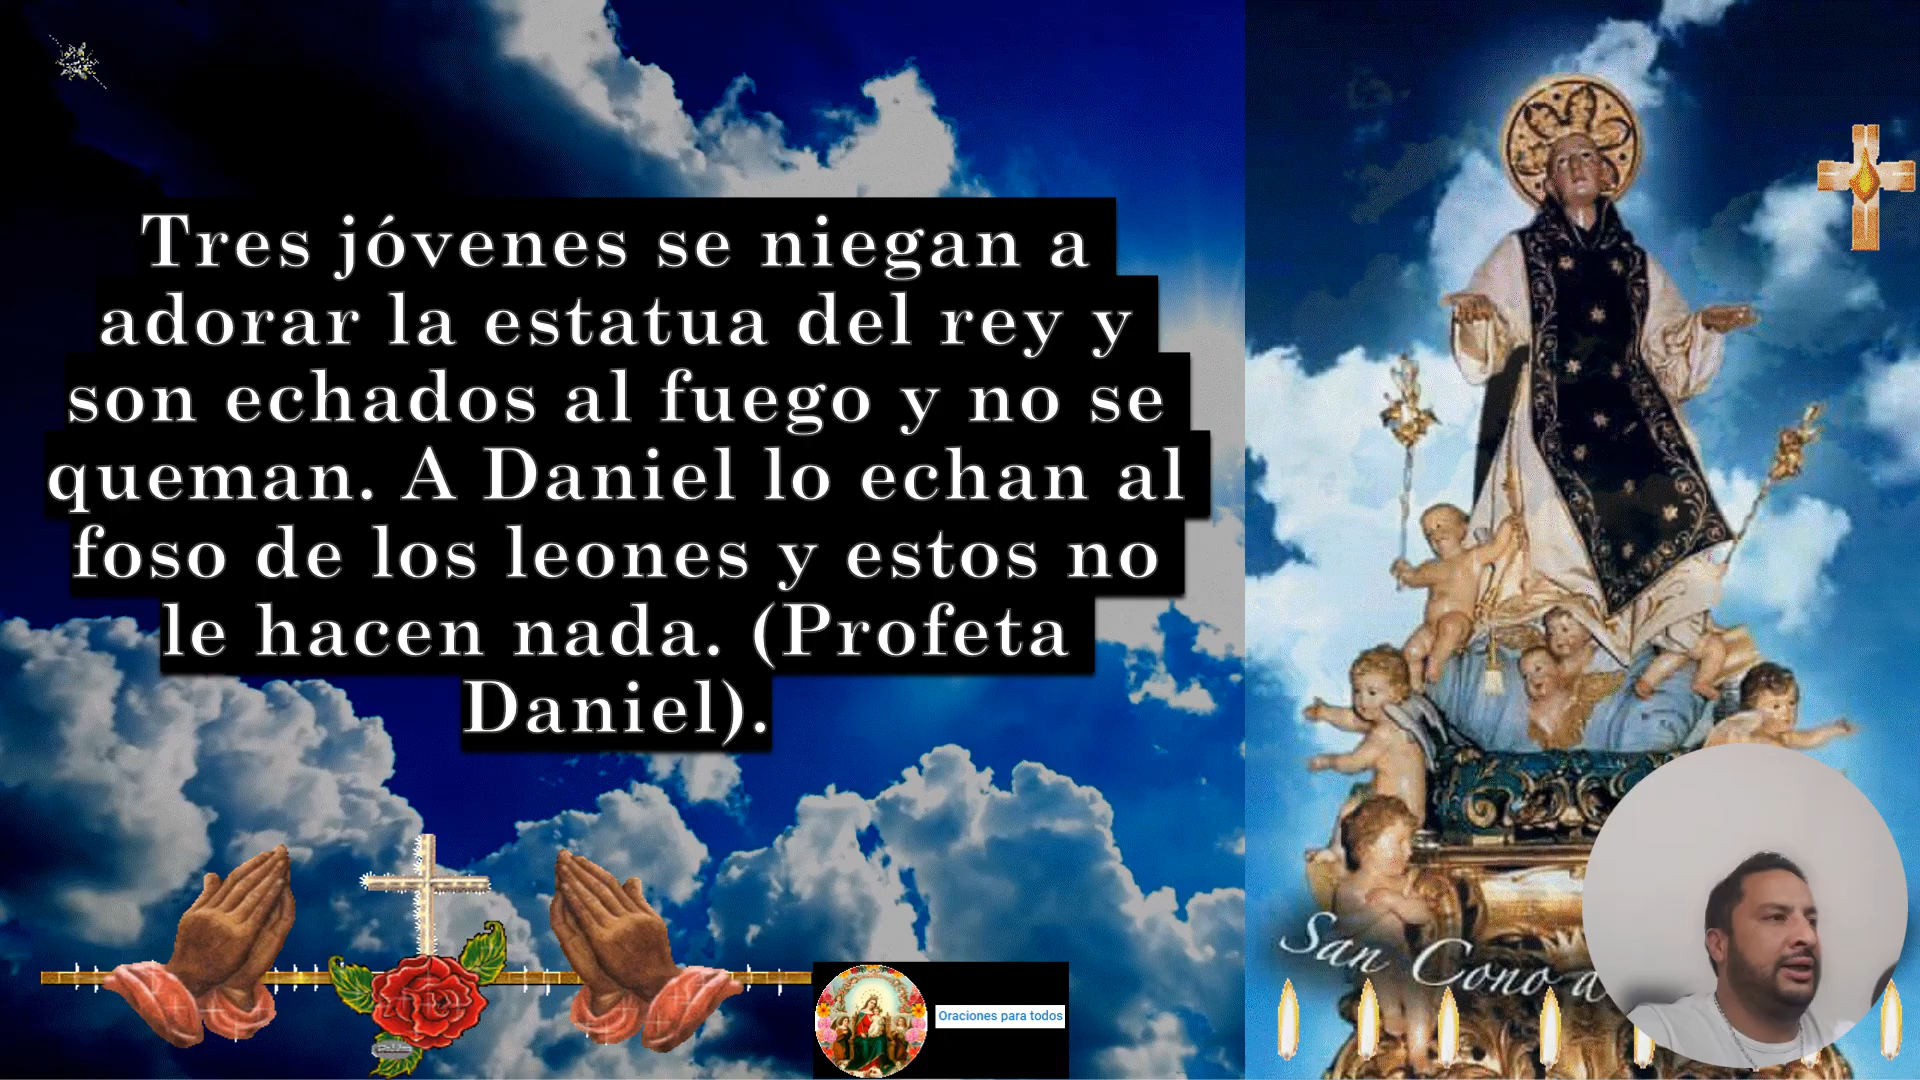 Tres jóvenes se niegan a
adorar la estatua del rey y
son echados al fuego y no se
queman. A Daniel lo echan al
foso de los leones y estos no
le hacen nada. (Profeta
Daniel).
San Cono d
Oraciones para todos